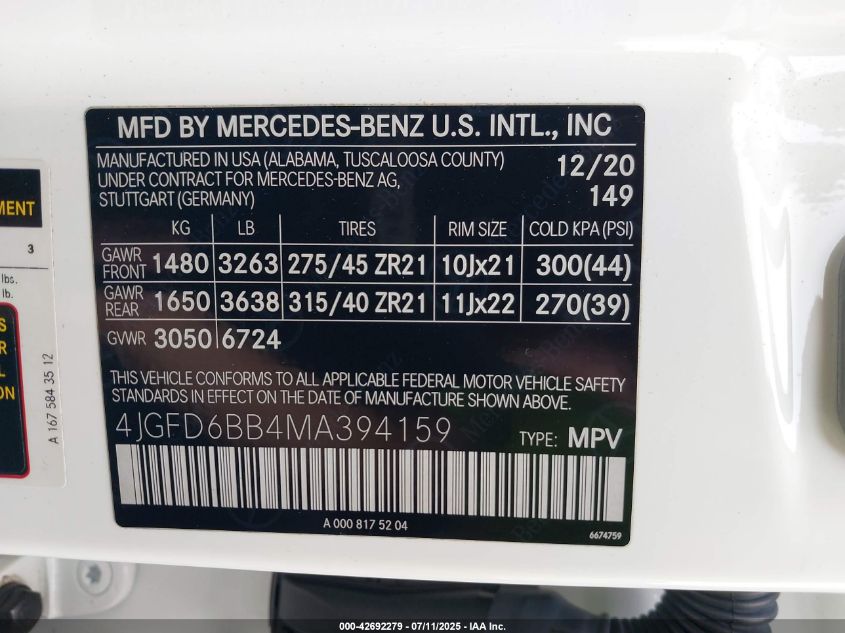 MFD BY MERCEDES-BENZ U.S. INTL., INC
MANUFACTURED IN USA (ALABAMA, TUSCALOOSA COUNTY) 12/20
UNDER CONTRACT FOR MERCEDES-BENZ AG, 149
STUTTGART (GERMANY)
KG LB TIRES RIM SIZE COLD KPA (PSI)
GAWR FRONT 1480 3263 275/45 ZR21 10Jx21 300(44)
GAWR REAR 1650 3638 315/40 ZR21 11Jx22 270(39)
GVWR 3050 6724
THIS VEHICLE CONFORMS TO ALL APPLICABLE FEDERAL MOTOR VEHICLE SAFETY
STANDARDS IN EFFECT ON THE DATE OF MANUFACTURE SHOWN ABOVE.
4JGFD6BB4MA394159 TYPE: MPV
A 000 817 52 04
6674759
MENT
3
lbs.
lb.
S
R
L
ON
A 167 584 35 12
000-42692279 - 07/11/2025 - IAA Inc.